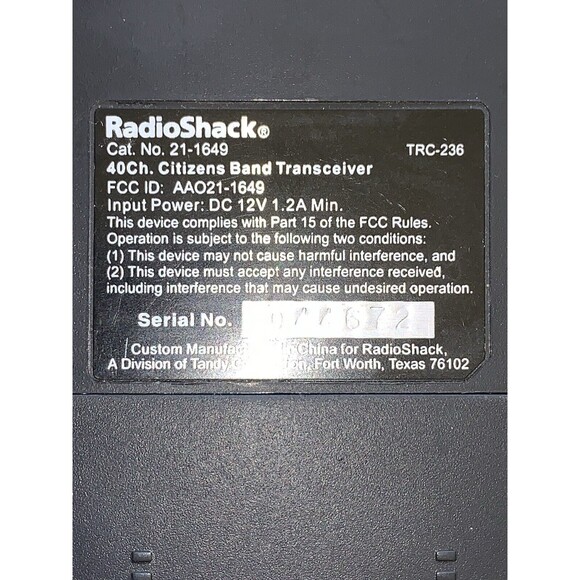 RadioShack®
Cat. No. 21-1649 TRC-236
40Ch. Citizens Band Transceiver
FCC ID: AAO21-1649
Input Power: DC 12V 1.2A Min.
This device complies with Part 15 of the FCC Rules.
Operation is subject to the following two conditions:
(1) This device may not cause harmful interference, and
(2) This device must accept any interference received,
including interference that may cause undesired operation.
Serial No.
Custom China for RadioShack,
A Division of Tandy Fort Worth, Texas 76102